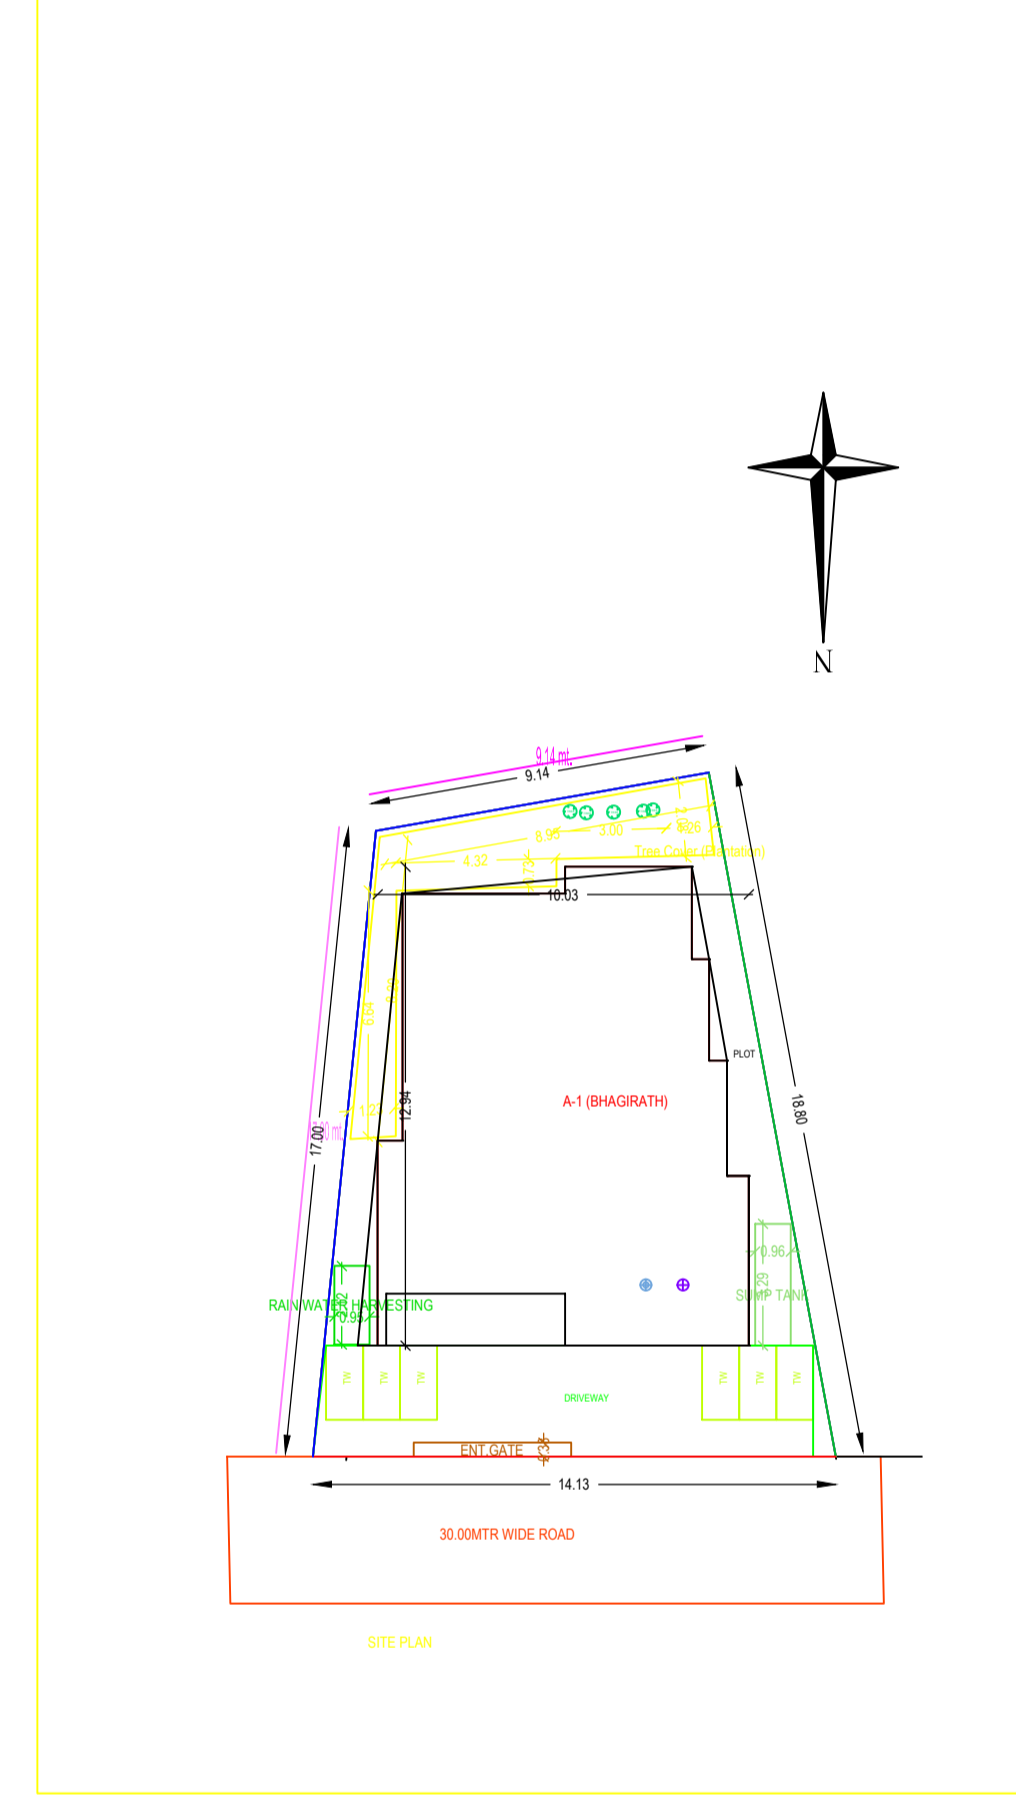 N
9.14 mt.
9.14
8.95
3.00
4.32
Tree Cover (Plantation)
10.03
6.64
PLOT
A-1 (BHAGIRATH)
12.94
18.80
17.00
0.96
SUMP TANK
RAIN WATER HARVESTING
0.95
TW
TW
TW
TW
TW
TW
DRIVEWAY
ENT.GATE
14.13
30.00MTR WIDE ROAD
SITE PLAN